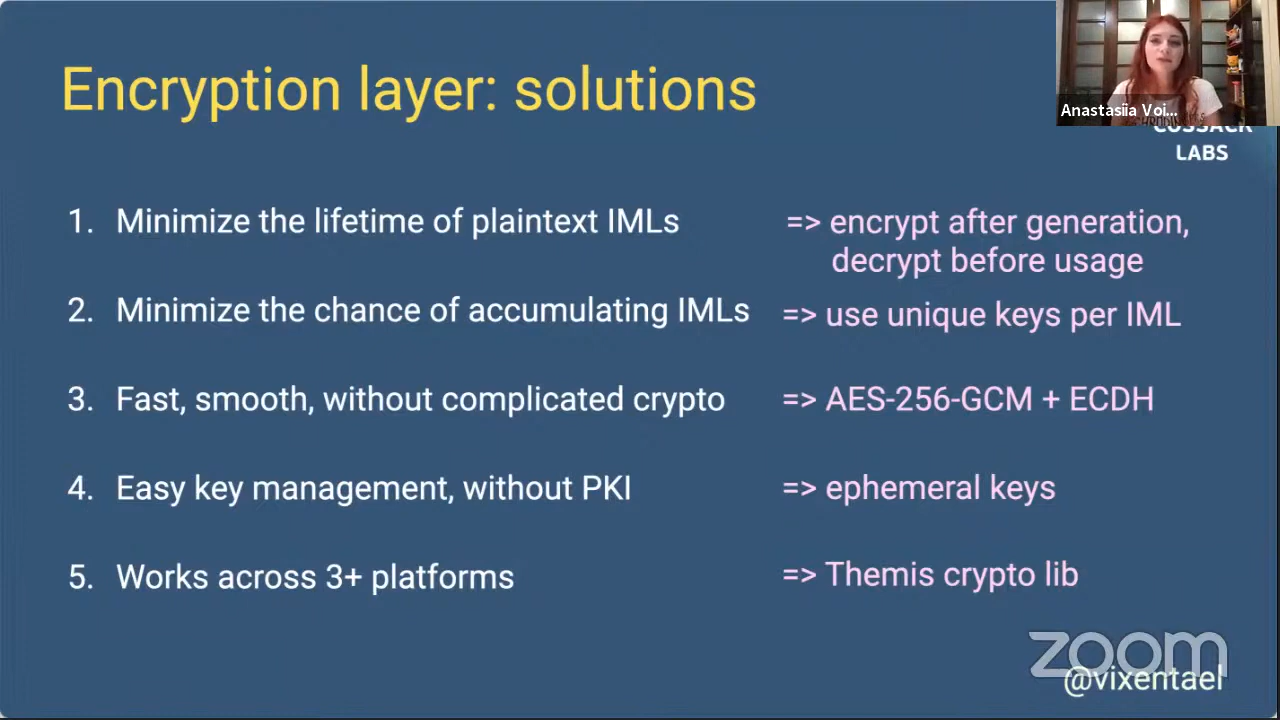 Encryption layer: solutions
Anastasiia Voi...
COSSACK
LABS
1. Minimize the lifetime of plaintext IMLs
=> encrypt after generation,
decrypt before usage
2. Minimize the chance of accumulating IMLs
=> use unique keys per IML
3. Fast, smooth, without complicated crypto
=> AES-256-GCM + ECDH
4. Easy key management, without PKI
=> ephemeral keys
5. Works across 3+ platforms
=> Themis crypto lib
zoom
@vixentael